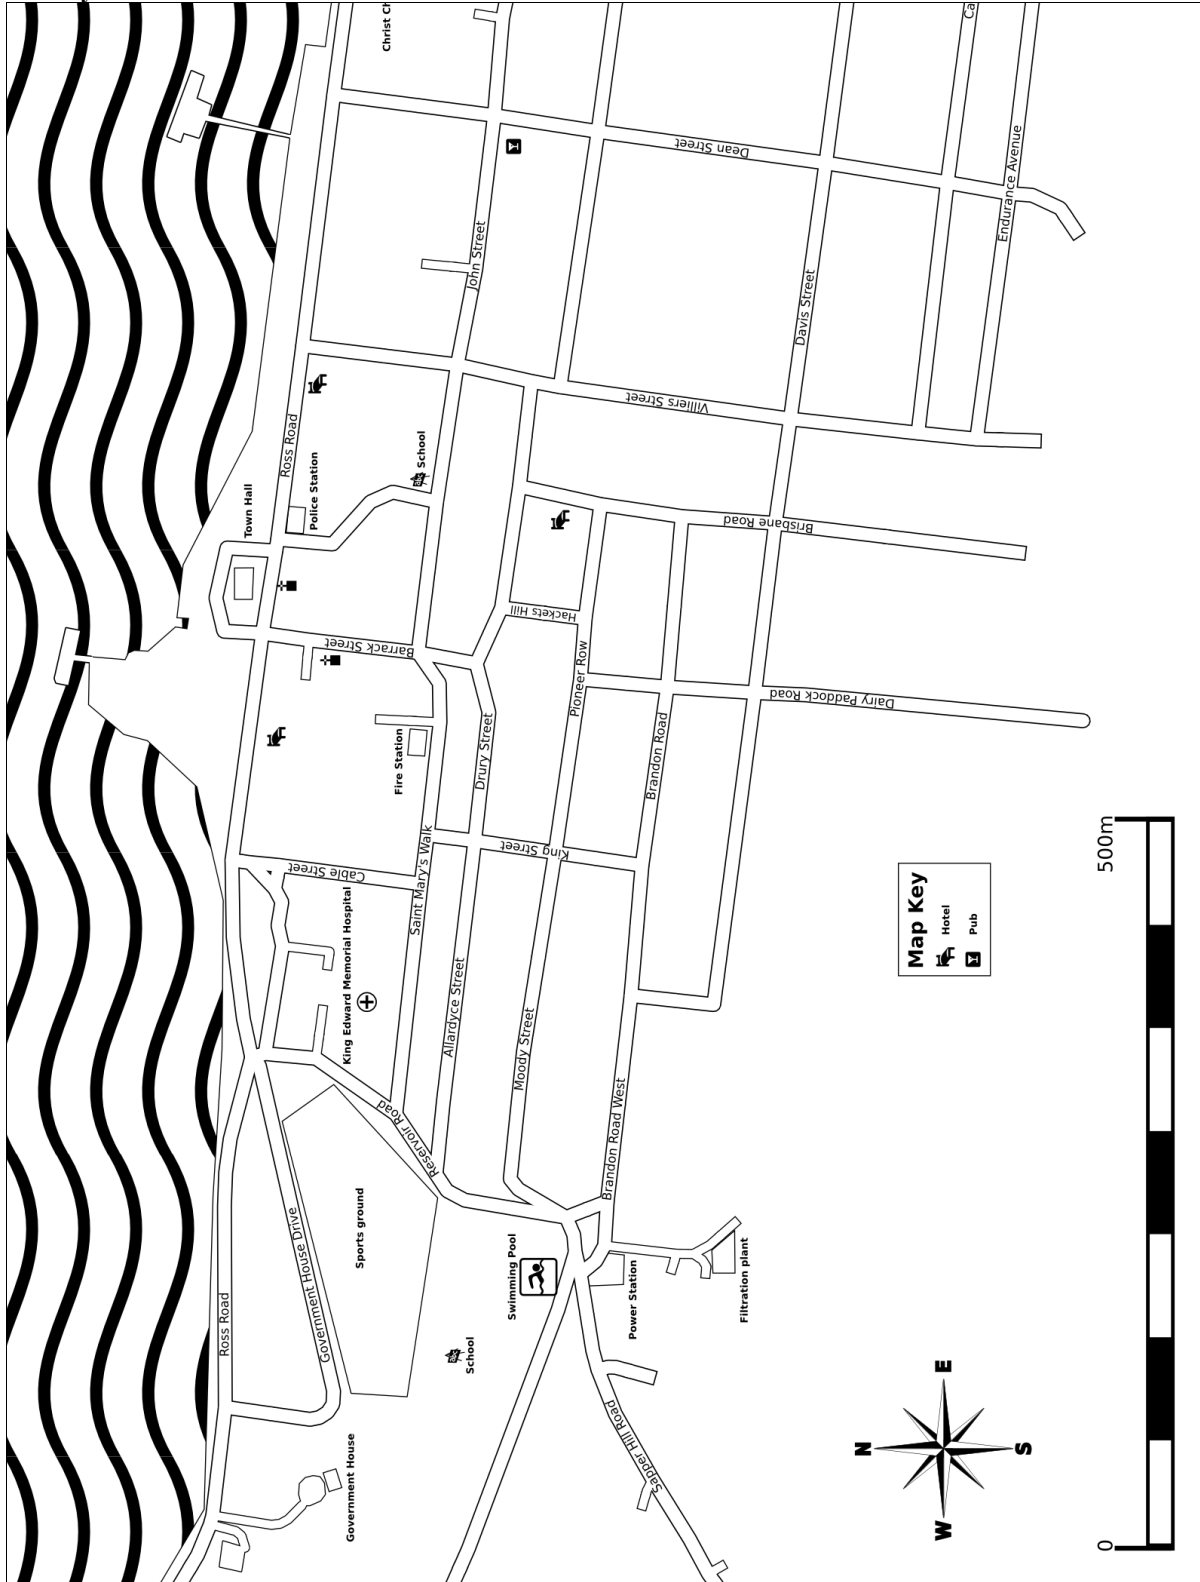 Christ Ch
Ca
Ross Road
Town Hall
Police Station
School
John Street
Dean Street
Davis Street
Endurance Avenue
Villiers Street
Brisbane Road
Barrack Street
Hackets Hill
Pioneer Row
Dairy Paddock Road
Brandon Road
Drury Street
Fire Station
King Street
Saint Mary's Walk
Cable Street
King Edward Memorial Hospital
Allardyce Street
Moody Street
Brandon Road West
Reservoir Road
Sports ground
Government House Drive
Ross Road
Swimming Pool
School
Power Station
Filtration plant
Sapper Hill Road
Government House
Map Key
Hotel
Pub
N
E
S
W
0
500m